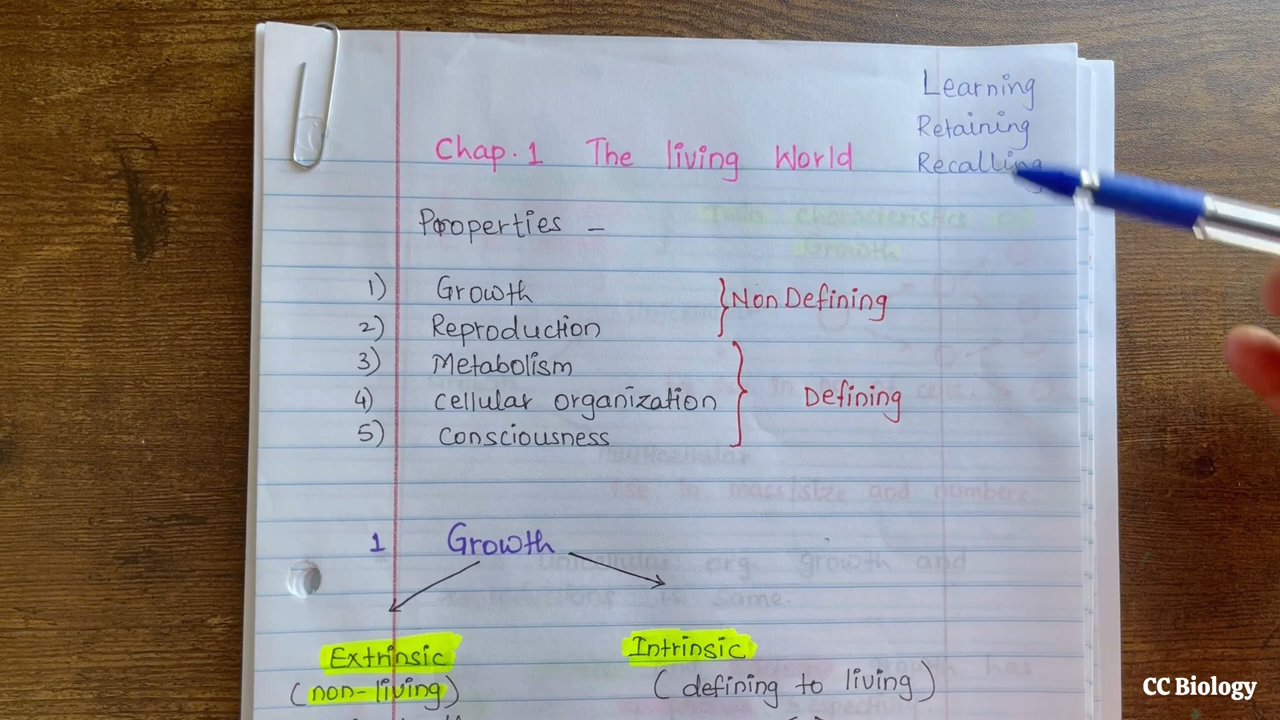 Learning
Retaining
Recalling
Chap. 1 The living World
Properties –
1) Growth
2) Reproduction
} Non Defining
3) Metabolism
4) cellular organization
5) consciousness
} Defining
1 Growth
Extrinsic
(non-living)
Intrinsic
(defining to living)
CC Biology